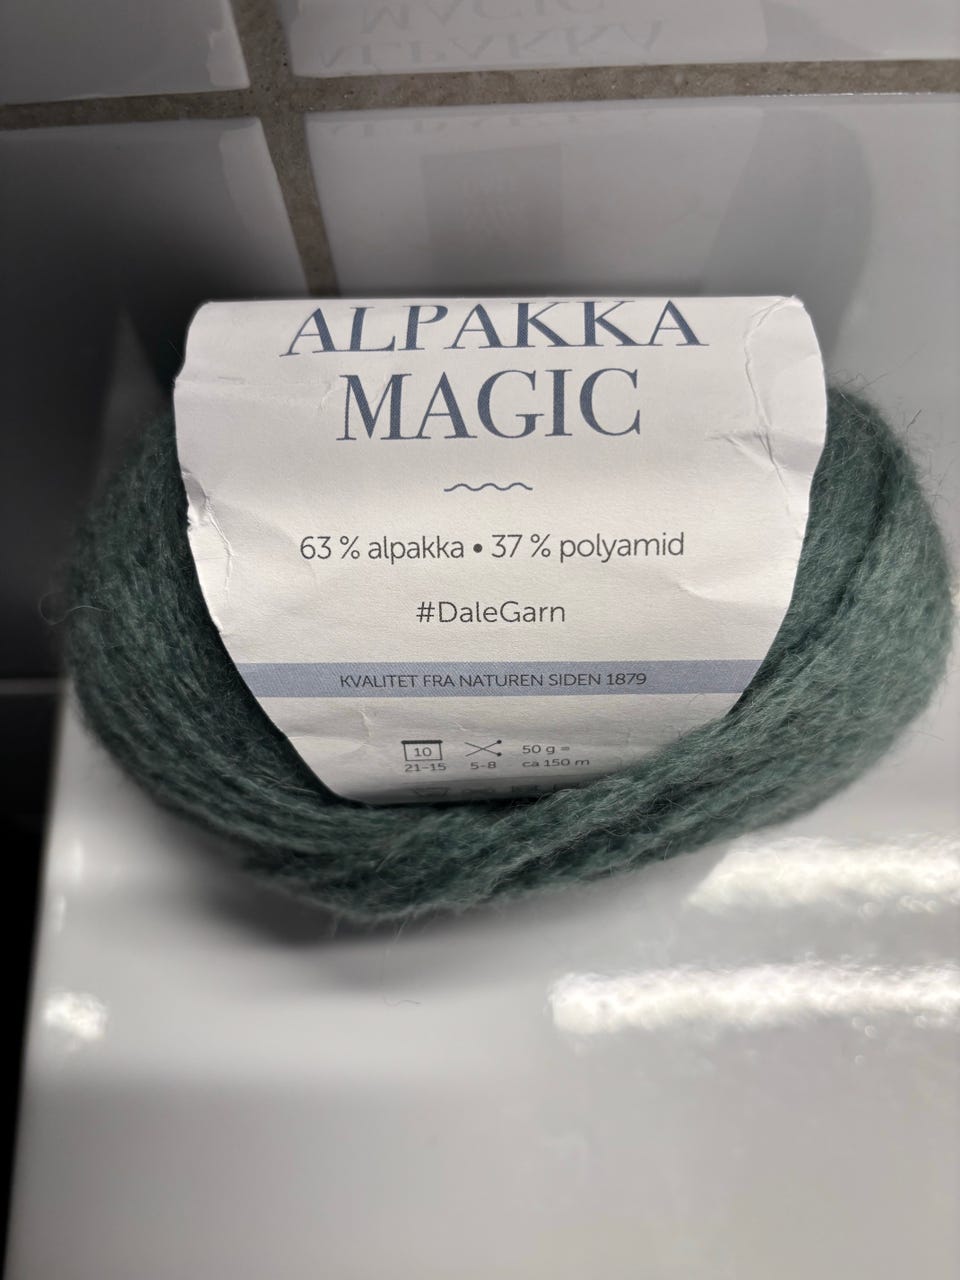 ALPAKKA
MAGIC
63 % alpakka • 37 % polyamid
#DaleGarn
KVALITET FRA NATUREN SIDEN 1879
10
21-15
5-8
50 g =
ca 150 m